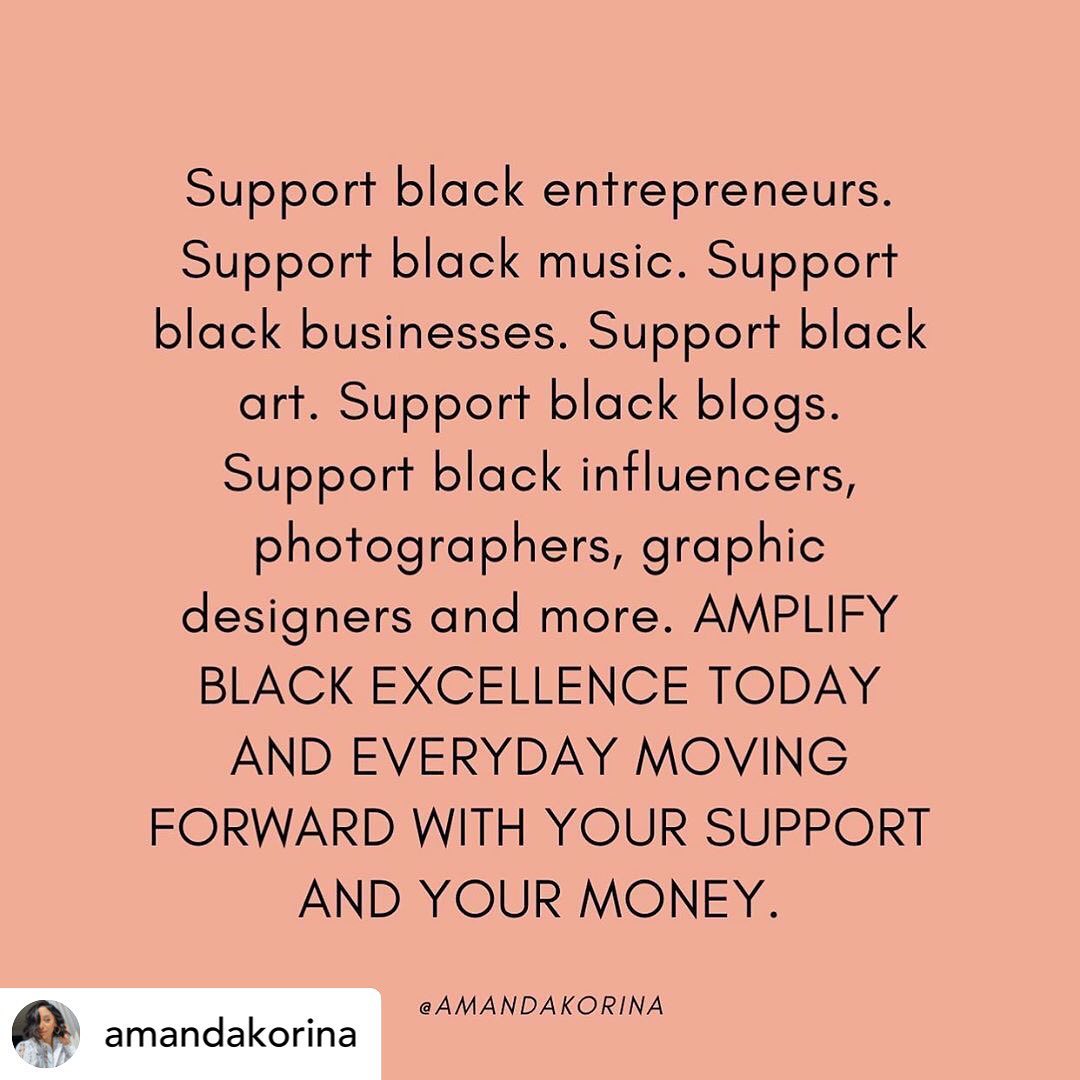 Support black entrepreneurs.
Support black music. Support
black businesses. Support black
art. Support black blogs.
Support black influencers,
photographers, graphic
designers and more. AMPLIFY
BLACK EXCELLENCE TODAY
AND EVERYDAY MOVING
FORWARD WITH YOUR SUPPORT
AND YOUR MONEY.
@AMANDAKORINA
amandakorina